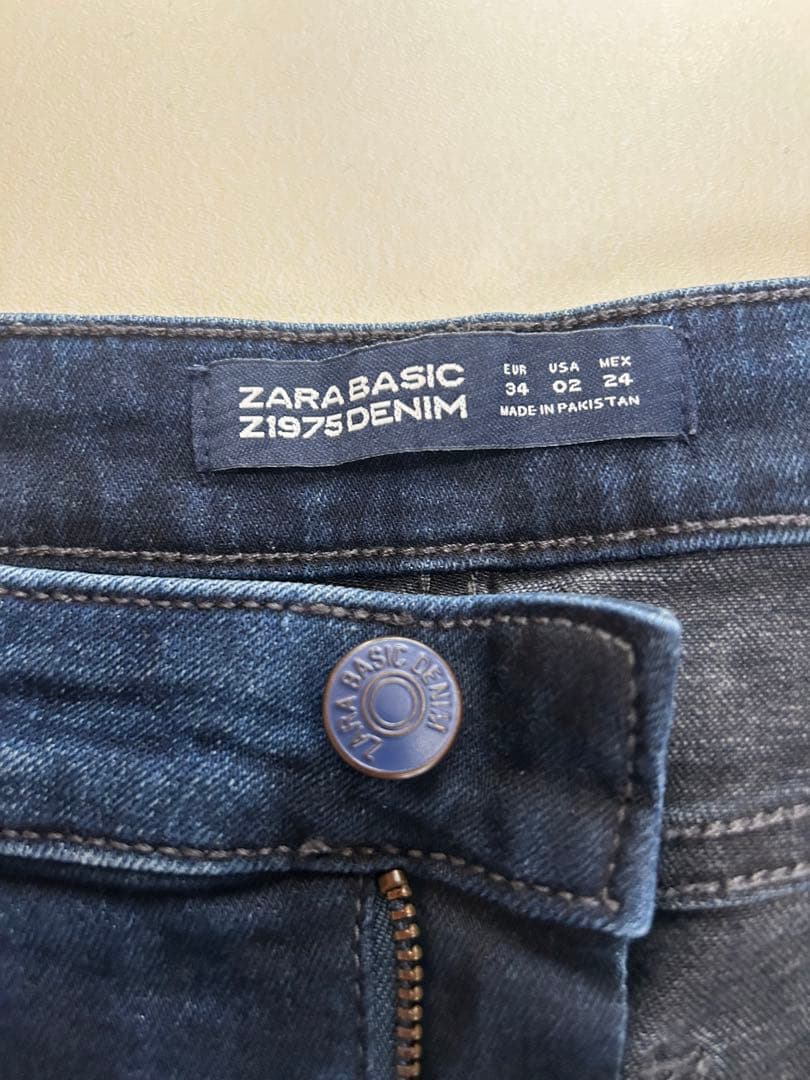 ZARA BASIC
Z1975 DENIM
EUR USA MEX
34 02 24
MADE IN PAKISTAN
ZARA BASIC DENIM